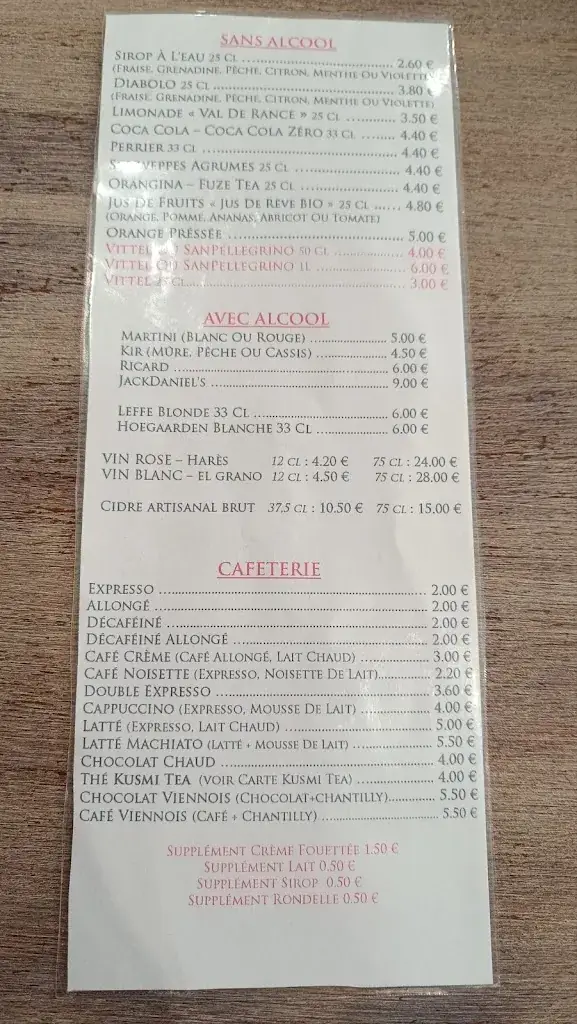 SANS ALCOOL
SIROP À L'EAU 25 CL ........ 2.60 €
(FRAISE, GRENADINE, PÊCHE, CITRON, MENTHE OU VIOLETTE)
DIABOLO 25 CL ........ 3.80 €
(FRAISE, GRENADINE, PÊCHE, CITRON, MENTHE OU VIOLETTE)
LIMONADE « VAL DE RANCE » 25 CL ........ 3.50 €
COCA COLA – COCA COLA ZÉRO 33 CL ........ 4.40 €
PERRIER 33 CL ........ 4.40 €
SCHWEPPES AGRUMES 25 CL ........ 4.40 €
ORANGINA – FUZE TEA 25 CL ........ 4.40 €
JUS DE FRUITS « JUS DE RÊVE BIO » 25 CL ...... 4.80 €
(ORANGE, POMME, ANANAS, ABRICOT OU TOMATE)
ORANGE PRÉSSÉE ........ 5.00 €
VITTEL OU SANPELLEGRINO 50 CL ........ 4.00 €
VITTEL OU SANPELLEGRINO 1L ........ 6.00 €
VITTEL 25 CL........ 3.00 €
AVEC ALCOOL
MARTINI (BLANC OU ROUGE) ........ 5.00 €
KIR (MÛRE, PÊCHE OU CASSIS) ........ 4.50 €
RICARD ........ 6.00 €
JACKDANIEL'S ........ 9.00 €
LEFFE BLONDE 33 CL ........ 6.00 €
HOEGAARDEN BLANCHE 33 CL ........ 6.00 €
VIN ROSE – HARÈS 12 CL : 4.20 € 75 CL : 24.00 €
VIN BLANC – EL GRANO 12 CL : 4.50 € 75 CL : 28.00 €
CIDRE ARTISANAL BRUT 37,5 CL : 10.50 € 75 CL : 15.00 €
CAFETERIE
EXPRESSO ........ 2.00 €
ALLONGÉ ........ 2.00 €
DÉCAFÉINÉ ........ 2.00 €
DÉCAFÉINÉ ALLONGÉ ........ 2.00 €
CAFÉ CRÈME (CAFÉ ALLONGÉ, LAIT CHAUD) ........ 3.00 €
CAFÉ NOISETTE (EXPRESSO, NOISETTE DE LAIT)........ 2.20 €
DOUBLE EXPRESSO ........ 3.60 €
CAPPUCCINO (EXPRESSO, MOUSSE DE LAIT) ........ 4.00 €
LATTÉ (EXPRESSO, LAIT CHAUD) ........ 5.00 €
LATTÉ MACHIATO (LATTÉ + MOUSSE DE LAIT) ........ 5.50 €
CHOCOLAT CHAUD ........ 4.00 €
THÉ KUSMI TEA (VOIR CARTE KUSMI TEA) ........ 4.00 €
CHOCOLAT VIENNOIS (CHOCOLAT+CHANTILLY)........ 5.50 €
CAFÉ VIENNOIS (CAFÉ + CHANTILLY) ........ 5.50 €
SUPPLÉMENT CRÈME FOUETTÉE 1.50 €
SUPPLÉMENT LAIT 0.50 €
SUPPLÉMENT SIROP 0.50 €
SUPPLÉMENT RONDELLE 0.50 €